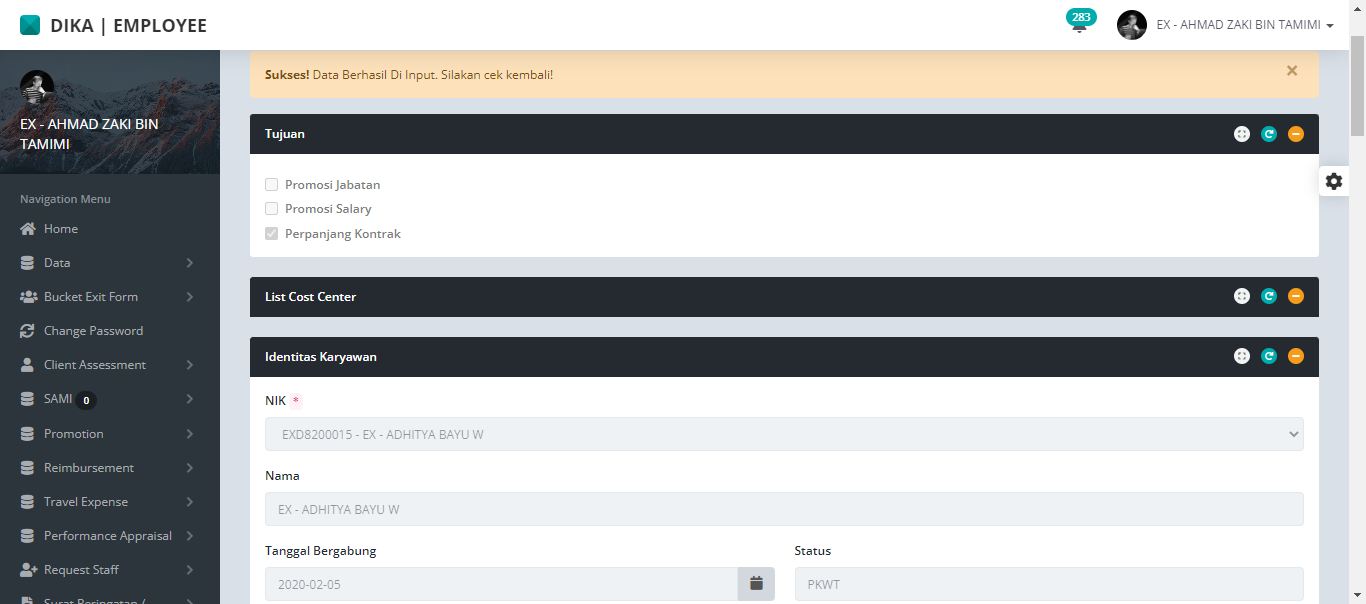 DIKA | EMPLOYEE
283
EX - AHMAD ZAKI BIN TAMIMI
EX - AHMAD ZAKI BIN
TAMIMI
Navigation Menu
Home
Data
Bucket Exit Form
Change Password
Client Assessment
SAMI 0
Promotion
Reimbursement
Travel Expense
Performance Appraisal
Request Staff
Surat Peringatan /
Sukses! Data Berhasil Di Input. Silakan cek kembali!
×
Tujuan
Promosi Jabatan
Promosi Salary
Perpanjang Kontrak
List Cost Center
Identitas Karyawan
NIK *
EXD8200015 - EX - ADHITYA BAYU W
Nama
EX - ADHITYA BAYU W
Tanggal Bergabung
2020-02-05
Status
PKWT